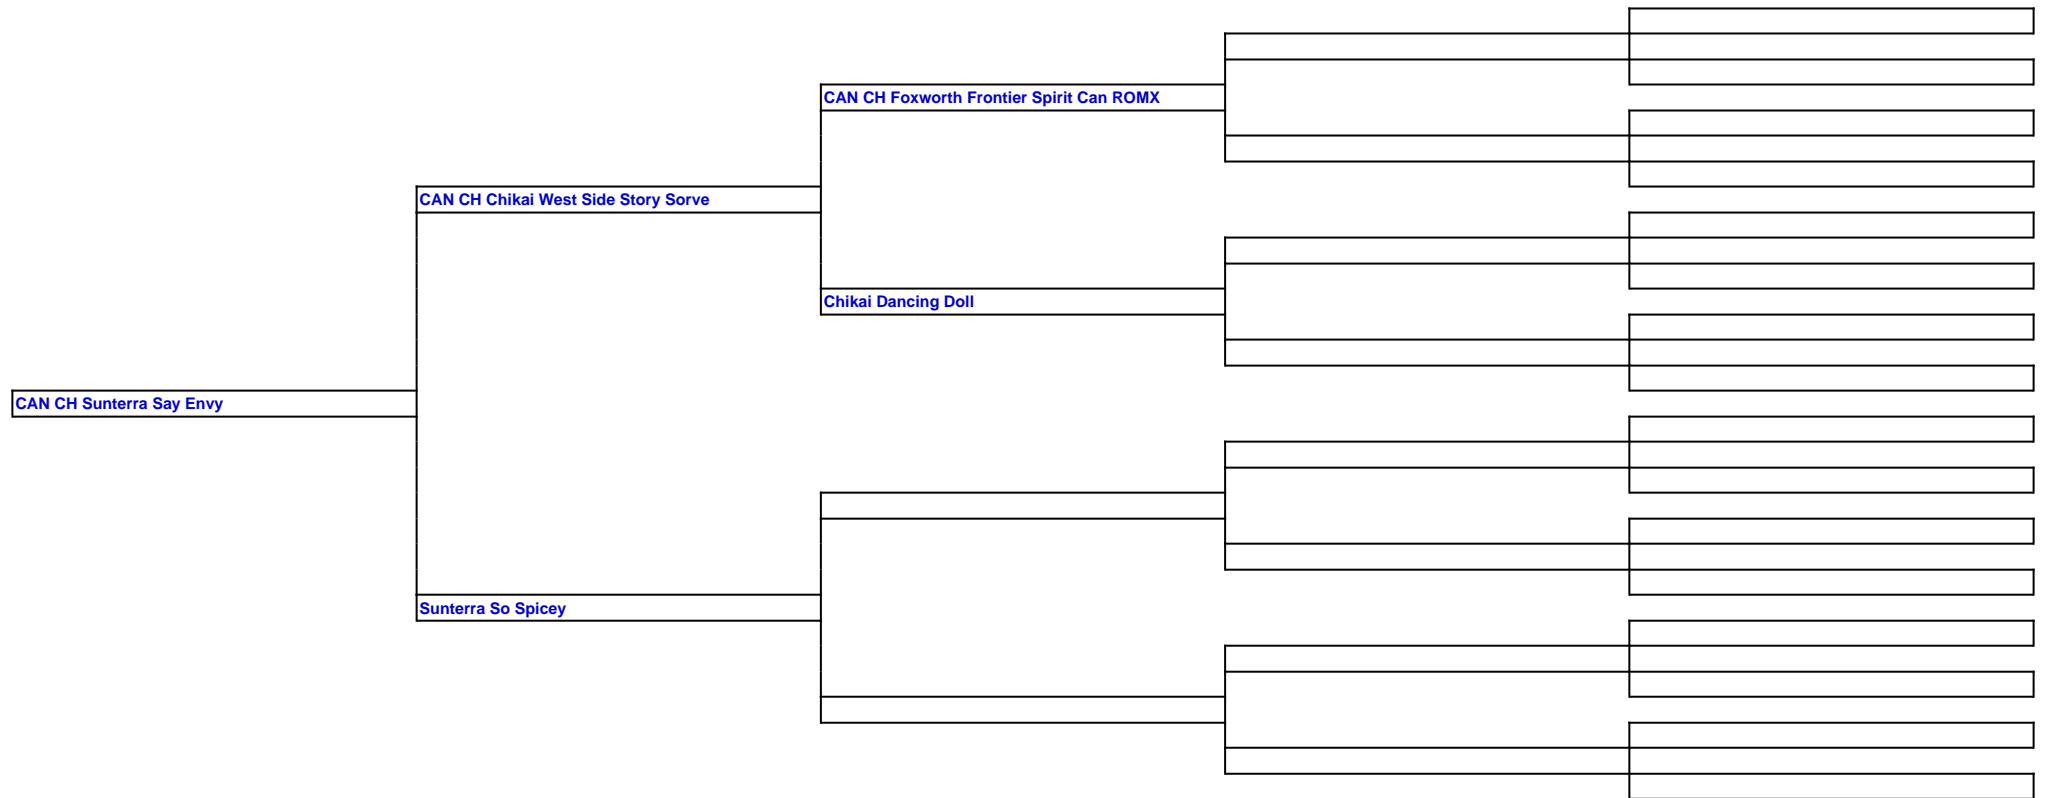 CAN CH Foxworth Frontier Spirit Can ROMX
CAN CH Chikai West Side Story Sorve
Chikai Dancing Doll
CAN CH Sunterra Say Envy
Sunterra So Spicey